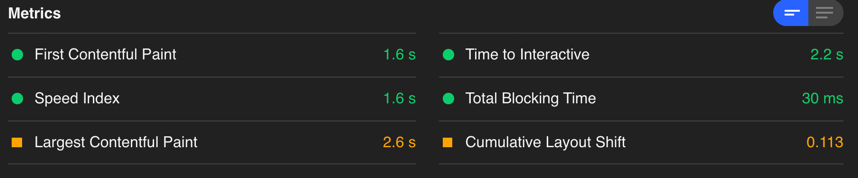 Metrics
First Contentful Paint 1.6 s
Time to Interactive 2.2 s
Speed Index 1.6 s
Total Blocking Time 30 ms
Largest Contentful Paint 2.6 s
Cumulative Layout Shift 0.113